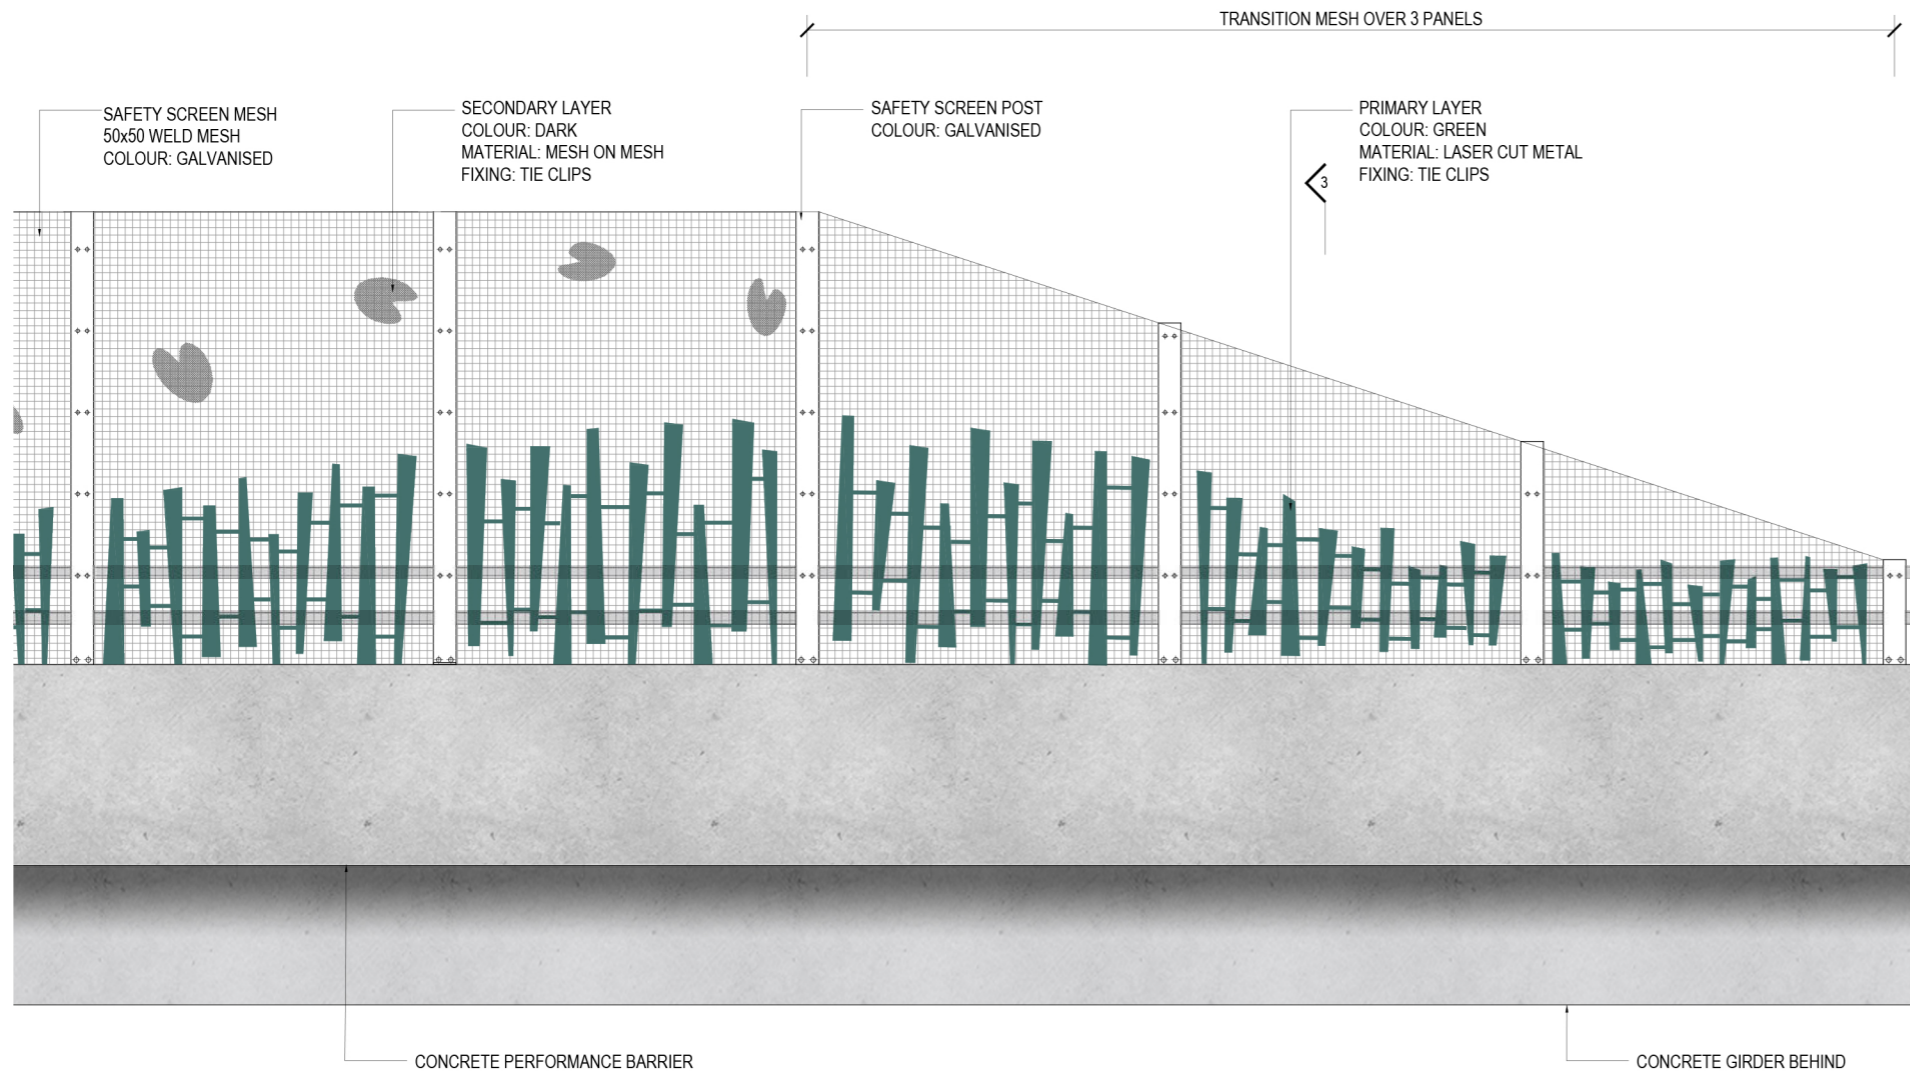 TRANSITION MESH OVER 3 PANELS
SAFETY SCREEN MESH
50x50 WELD MESH
COLOUR: GALVANISED
SECONDARY LAYER
COLOUR: DARK
MATERIAL: MESH ON MESH
FIXING: TIE CLIPS
SAFETY SCREEN POST
COLOUR: GALVANISED
PRIMARY LAYER
COLOUR: GREEN
MATERIAL: LASER CUT METAL
FIXING: TIE CLIPS
3
CONCRETE PERFORMANCE BARRIER
CONCRETE GIRDER BEHIND